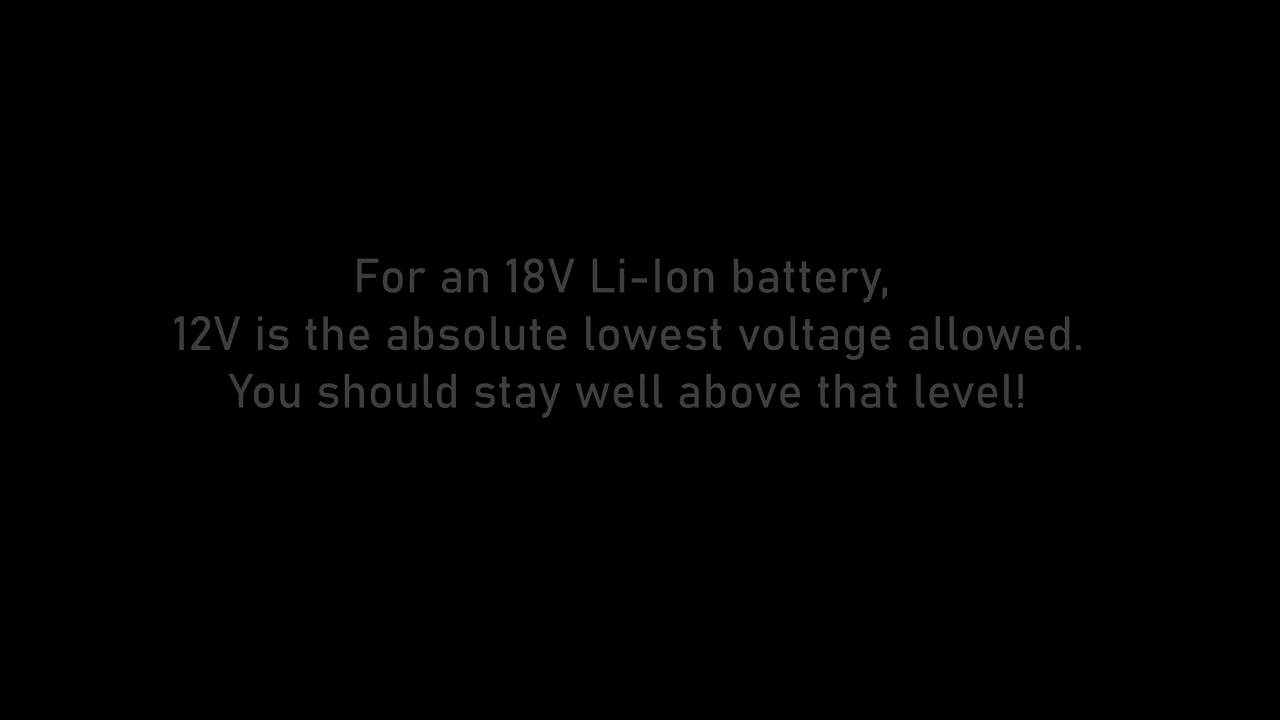 For an 18V Li-Ion battery,
12V is the absolute lowest voltage allowed.
You should stay well above that level!